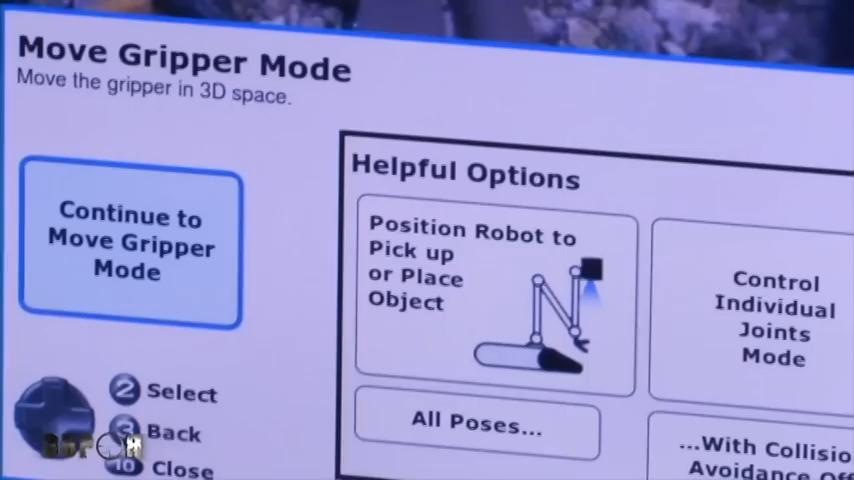 Move Gripper Mode
Move the gripper in 3D space.
Continue to
Move Gripper
Mode
Helpful Options
Position Robot to
Pick up
or Place
Object
Control
Individual
Joints
Mode
All Poses...
...With Collisio
Avoidance Off
2 Select
3 Back
10 Close